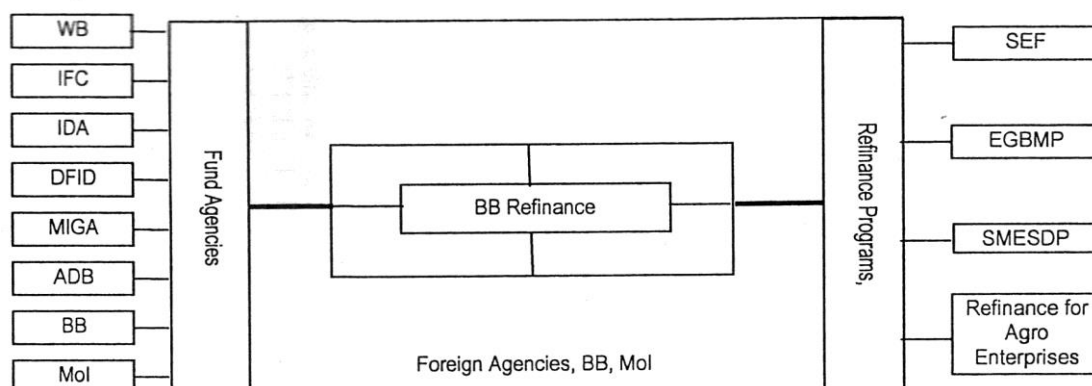 WB
IFC
IDA
DFID
MIGA
ADB
BB
MoI
Fund Agencies
BB Refinance
Foreign Agencies, BB, MoI
Refinance Programs,
SEF
EGBMP
SMESDP
Refinance for
Agro
Enterprises